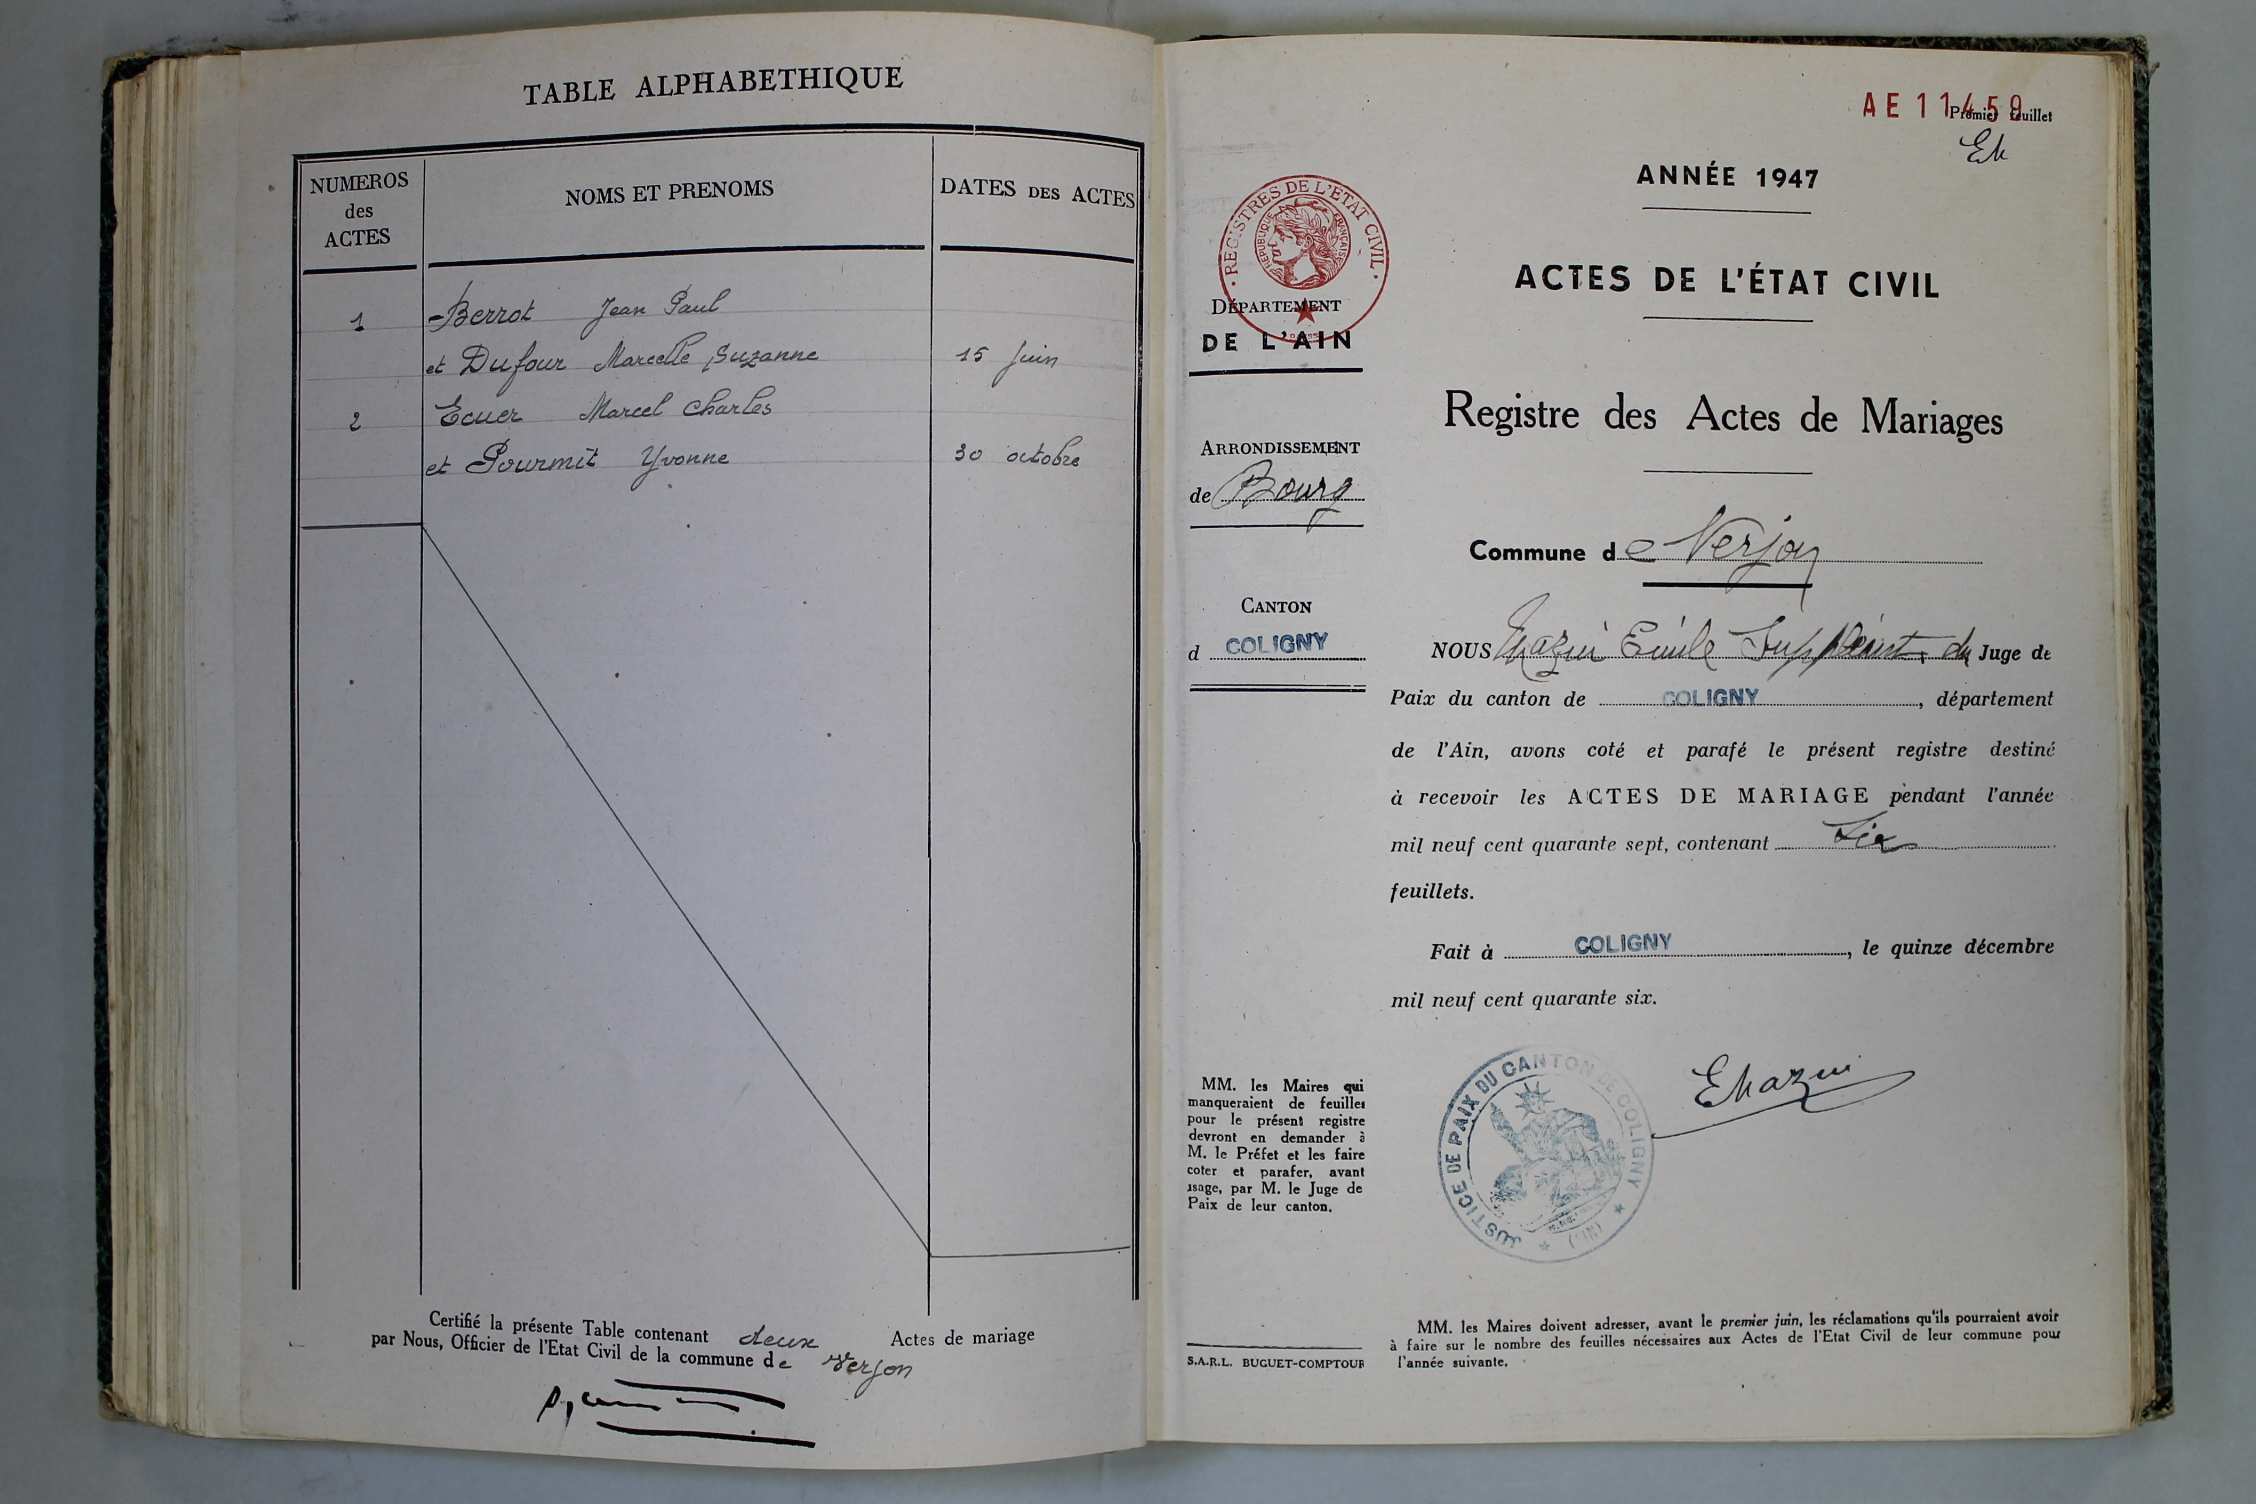 TABLE ALPHABETHIQUE
NUMEROS
des
ACTES
NOMS ET PRENOMS
DATES DES ACTES
1 Berrot Jean Paul
et Dufour Marcelle Suzanne 15 Juin
2 Ecuer Marcel Charles
et Pourmit Yvonne 30 octobre
Certifié la présente Table contenant deux Actes de mariage
par Nous, Officier de l'Etat Civil de la commune de Verjon
AE 11459
Premier feuillet
REGISTRES DE L'ÉTAT CIVIL
RÉPUBLIQUE FRANÇAISE
DÉPARTEMENT
DE L'AIN
ARRONDISSEMENT
de Bourg
CANTON
d COLIGNY
MM. les Maires qui
manqueraient de feuilles
pour le présent registre
devront en demander à
M. le Préfet et les faire
coter et parafer, avant
usage, par M. le Juge de
Paix de leur canton.
S.A.R.L. BUGUET-COMPTOUR
ANNÉE 1947
ACTES DE L'ÉTAT CIVIL
Registre des Actes de Mariages
Commune de Verjon
NOUS Emile Suppléant du Juge de
Paix du canton de COLIGNY, département
de l'Ain, avons coté et parafé le présent registre destiné
à recevoir les ACTES DE MARIAGE pendant l'année
mil neuf cent quarante sept, contenant Six
feuillets.
Fait à COLIGNY, le quinze décembre
mil neuf cent quarante six.
JUSTICE DE PAIX DU CANTON DE COLIGNY
(AIN)
MM. les Maires doivent adresser, avant le premier juin, les réclamations qu'ils pourraient avoir
à faire sur le nombre des feuilles nécessaires aux Actes de l'Etat Civil de leur commune pour
l'année suivante.